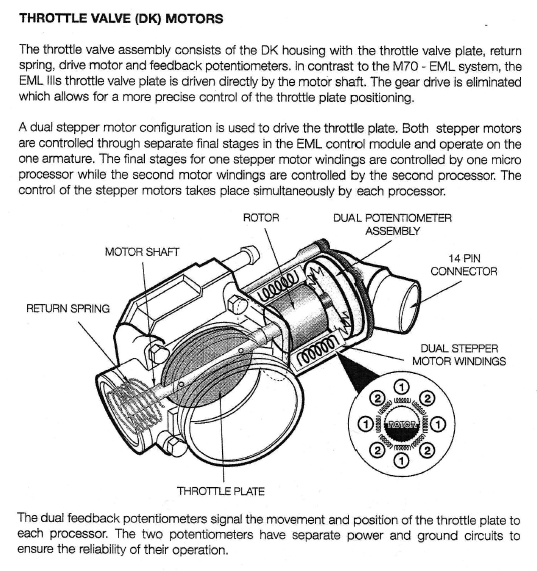 THROTTLE VALVE (DK) MOTORS
The throttle valve assembly consists of the DK housing with the throttle valve plate, return
spring, drive motor and feedback potentiometers. In contrast to the M70 - EML system, the
EML IIIs throttle valve plate is driven directly by the motor shaft. The gear drive is eliminated
which allows for a more precise control of the throttle plate positioning.
A dual stepper motor configuration is used to drive the throttle plate. Both stepper motors
are controlled through separate final stages in the EML control module and operate on the
one armature. The final stages for one stepper motor windings are controlled by one micro
processor while the second motor windings are controlled by the second processor. The
control of the stepper motors takes place simultaneously by each processor.
ROTOR
DUAL POTENTIOMETER
ASSEMBLY
MOTOR SHAFT
14 PIN
CONNECTOR
RETURN SPRING
DUAL STEPPER
MOTOR WINDINGS
1
2
2
1
ROTOR
1
2
2
1
THROTTLE PLATE
The dual feedback potentiometers signal the movement and position of the throttle plate to
each processor. The two potentiometers have separate power and ground circuits to
ensure the reliability of their operation.